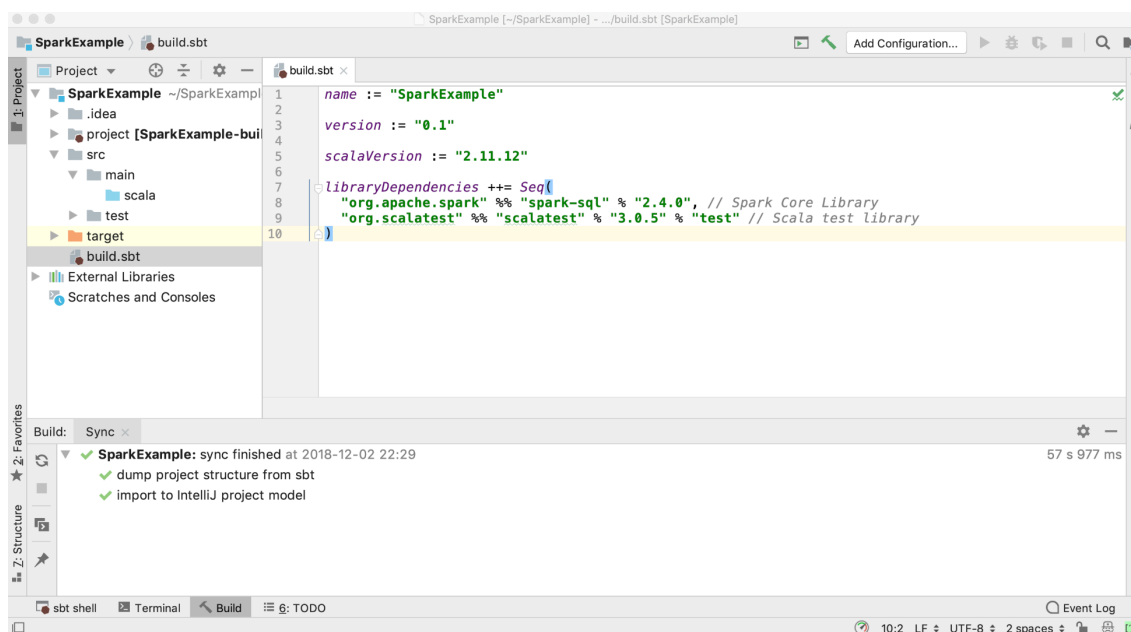 SparkExample [~/SparkExample] - .../build.sbt [SparkExample]
SparkExample build.sbt
Add Configuration...
1: Project
Project
build.sbt
SparkExample ~/SparkExampl
.idea
project [SparkExample-buil
src
main
scala
test
target
build.sbt
External Libraries
Scratches and Consoles
1 name := "SparkExample"
2
3 version := "0.1"
4
5 scalaVersion := "2.11.12"
6
7 libraryDependencies ++= Seq(
8 "org.apache.spark" %% "spark-sql" % "2.4.0", // Spark Core Library
9 "org.scalatest" %% "scalatest" % "3.0.5" % "test" // Scala test library
10 )
2: Favorites
Z: Structure
Build: Sync
SparkExample: sync finished at 2018-12-02 22:29 57 s 977 ms
dump project structure from sbt
import to IntelliJ project model
sbt shell Terminal Build 6: TODO Event Log
10:2 LF UTF-8 2 spaces